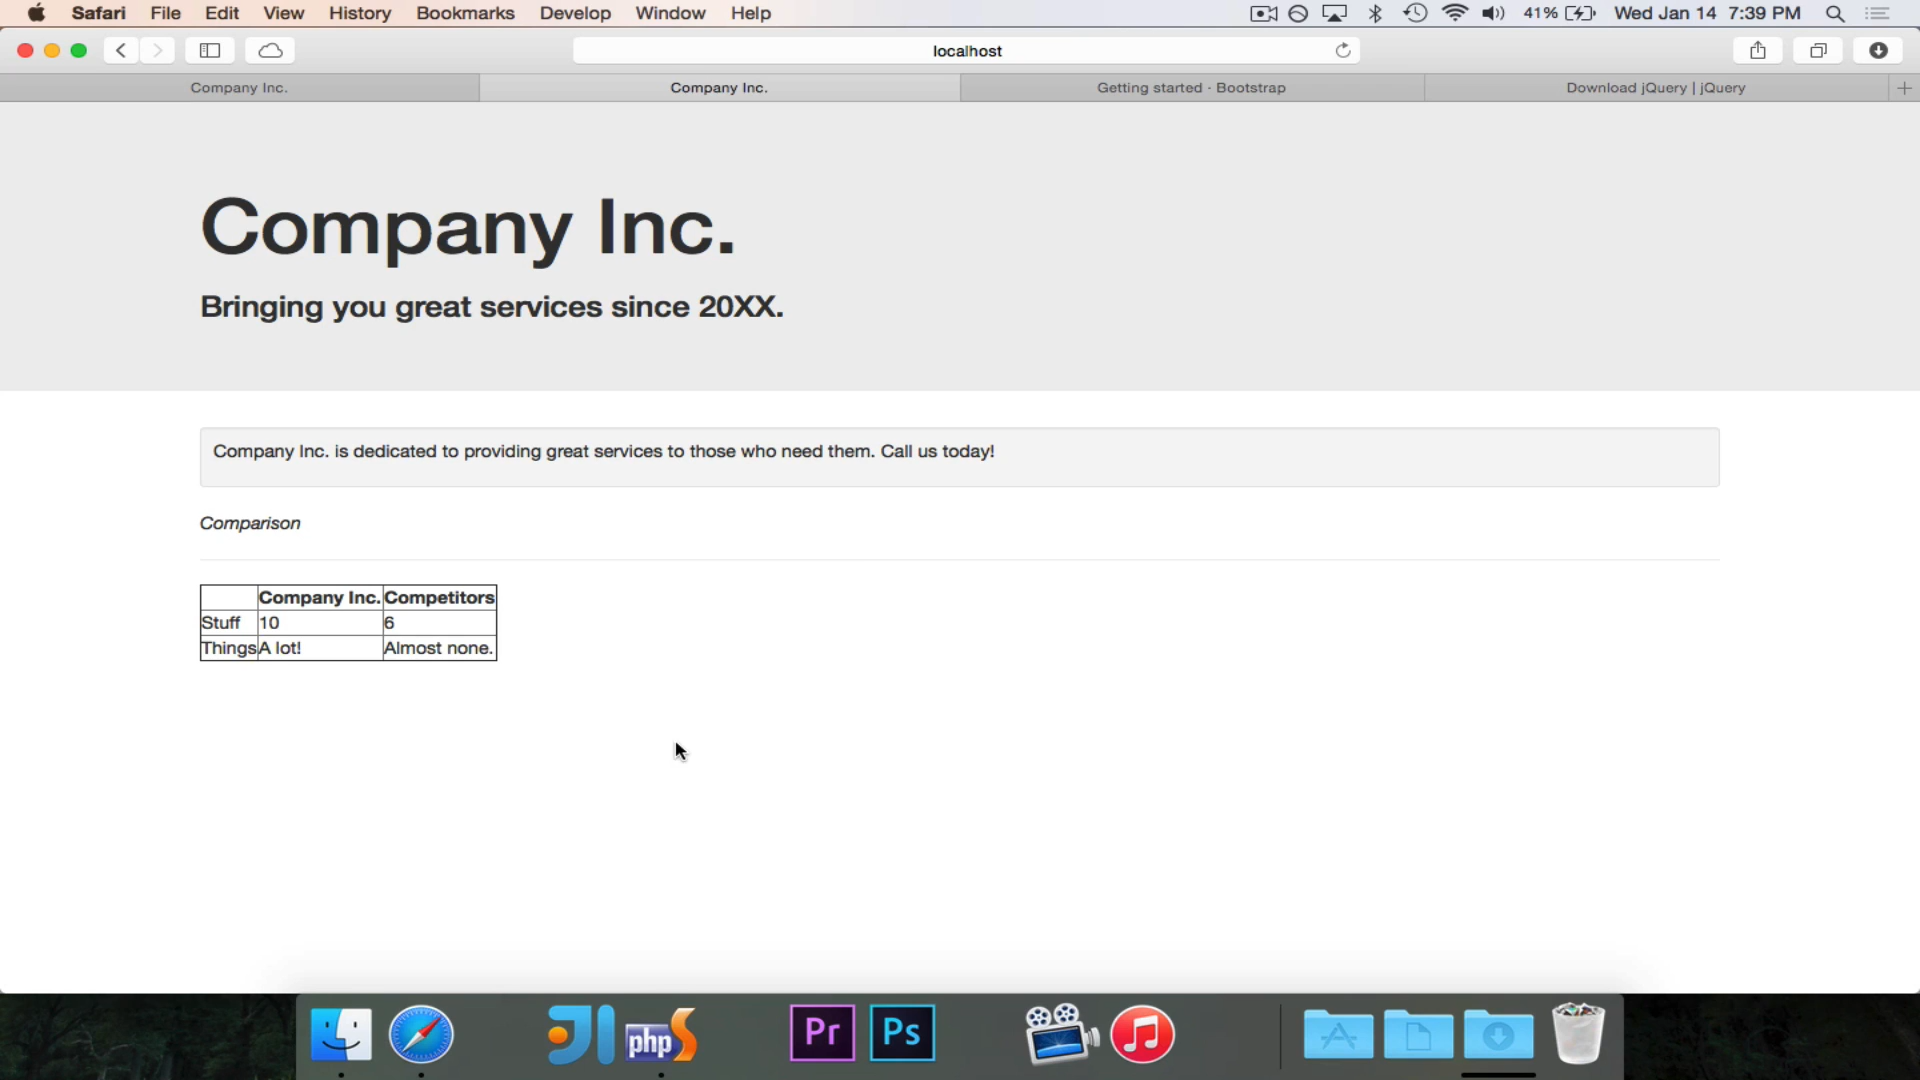 Safari File Edit View History Bookmarks Develop Window Help 41% Wed Jan 14 7:39 PM
localhost
Company Inc. Company Inc. Getting started · Bootstrap Download jQuery | jQuery
Company Inc.
Bringing you great services since 20XX.
Company Inc. is dedicated to providing great services to those who need them. Call us today!
Comparison
Company Inc. Competitors
Stuff 10 6
Things A lot! Almost none.
php Pr Ps